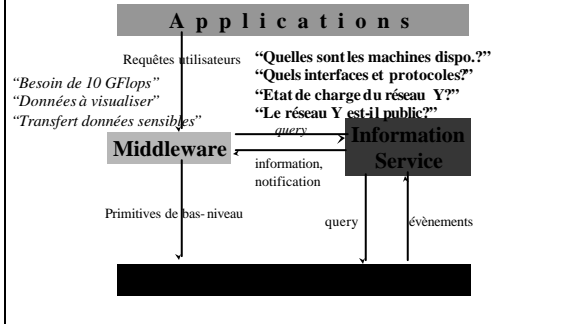 A p p l i c a t i o n s
Requêtes utilisateurs
“Quelles sont les machines dispo.?”
“Quels interfaces et protocoles?”
“Etat de charge du réseau Y?”
“Le réseau Y est-il public?”
“Besoin de 10 GFlops”
“Données à visualiser”
“Transfert données sensibles”
query
Middleware
Information
Service
information,
notification
Primitives de bas- niveau
query
évènements